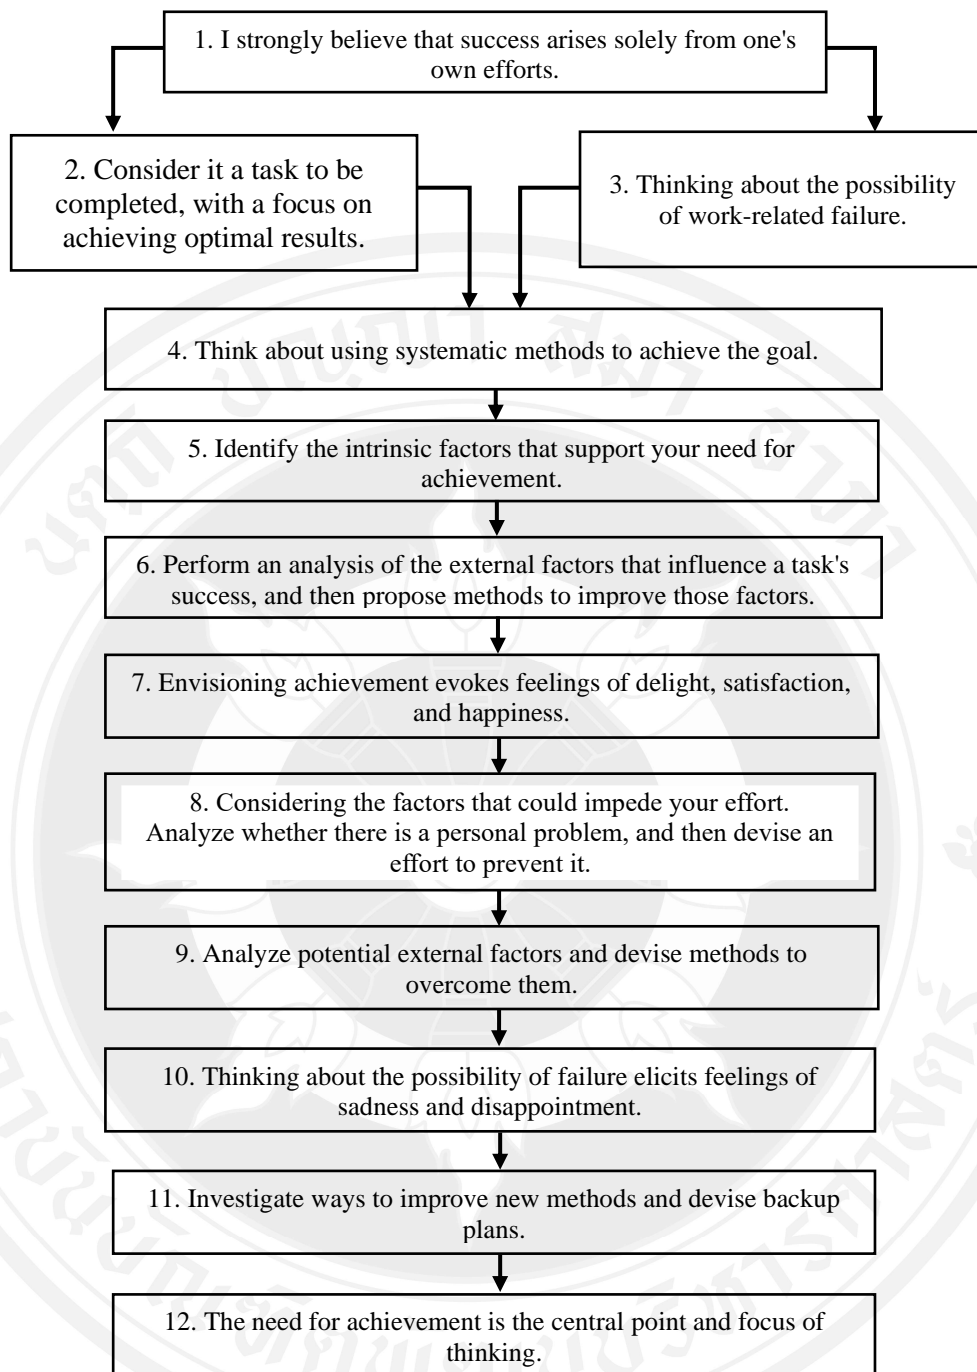 1. I strongly believe that success arises solely from one's
own efforts.
2. Consider it a task to be
completed, with a focus on
achieving optimal results.
3. Thinking about the possibility
of work-related failure.
4. Think about using systematic methods to achieve the goal.
5. Identify the intrinsic factors that support your need for
achievement.
6. Perform an analysis of the external factors that influence a task's
success, and then propose methods to improve those factors.
7. Envisioning achievement evokes feelings of delight, satisfaction,
and happiness.
8. Considering the factors that could impede your effort.
Analyze whether there is a personal problem, and then devise an
effort to prevent it.
9. Analyze potential external factors and devise methods to
overcome them.
10. Thinking about the possibility of failure elicits feelings of
sadness and disappointment.
11. Investigate ways to improve new methods and devise backup
plans.
12. The need for achievement is the central point and focus of
thinking.